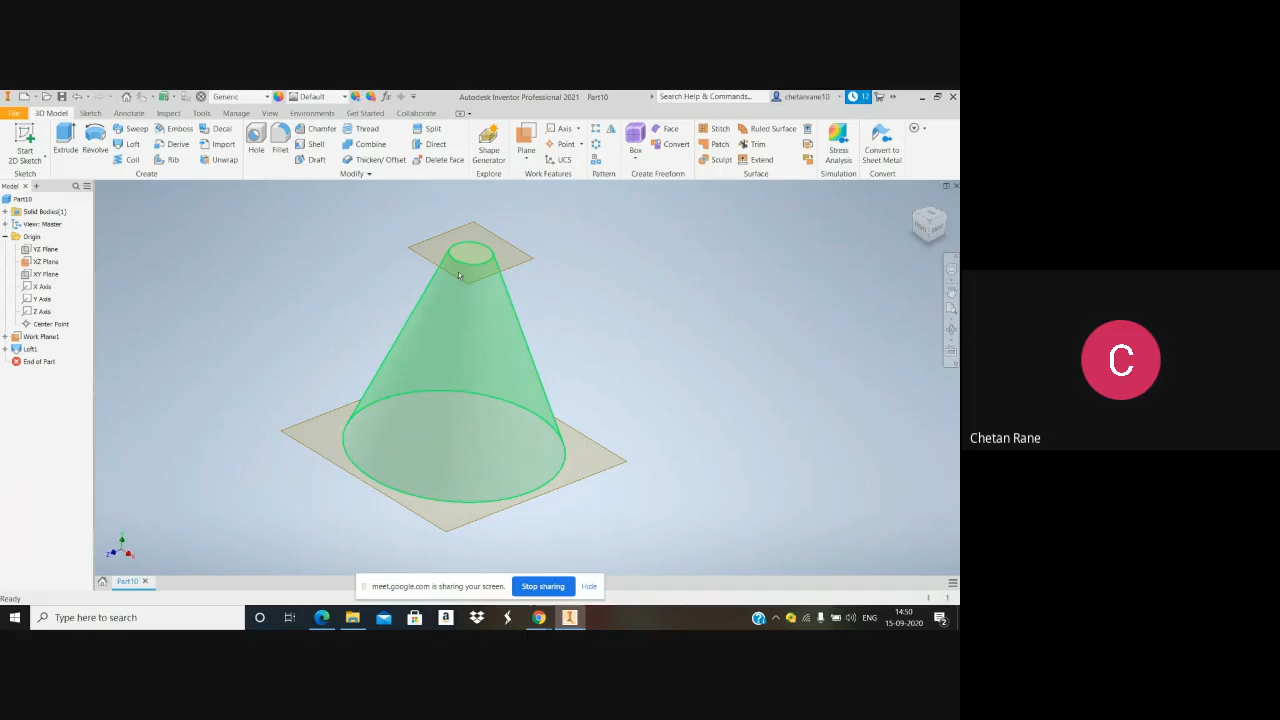 Generic Default Autodesk Inventor Professional 2021 Part10 Search Help & Commands... chetanrane10 12
File 3D Model Sketch Annotate Inspect Tools Manage View Environments Get Started Collaborate
Sweep Emboss Decal Chamfer Thread Split Axis Face Stitch Ruled Surface
Start
2D Sketch Extrude Revolve Loft Derive Import Hole Fillet Shell Combine Direct Shape
Generator Plane Point Box Convert Patch Trim Stress
Analysis Convert to
Sheet Metal
Coil Rib Unwrap Draft Thicken/ Offset Delete Face UCS Sculpt Extend
Sketch Create Modify Explore Work Features Pattern Create Freeform Surface Simulation Convert
Model
Part10
Solid Bodies(1)
View: Master
Origin
YZ Plane
XZ Plane
XY Plane
X Axis
Y Axis
Z Axis
Center Point
Work Plane1
Loft1
End of Part
C
Chetan Rane
Part10
meet.google.com is sharing your screen. Stop sharing Hide
Ready
Type here to search
ENG
14:50
15-09-2020
2